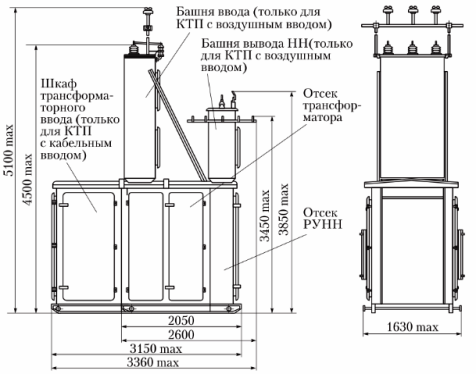 Башня ввода (только для
КТП с воздушным вводом)
Башня вывода НН(только
для КТП с воздушным
вводом)
Шкаф
трансформа-
торного
ввода (только
для КТП
с кабельным
вводом)
Отсек
трансфор-
матора
Отсек
РУНН
5100 max
4500 max
3450 max
3850 max
2050
2600
3150 max
3360 max
1630 max